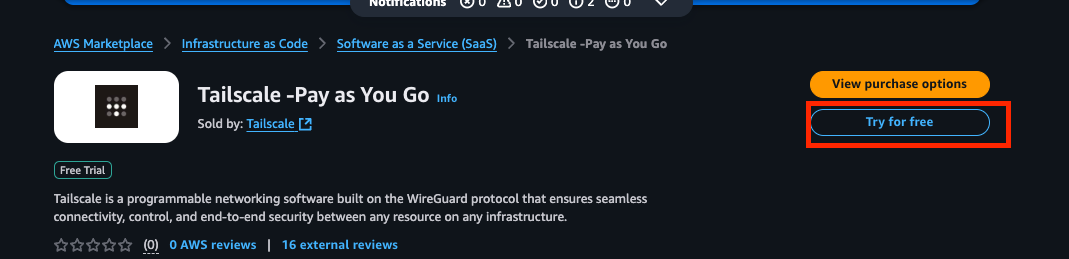 Notifications 0 0 0 2 0
AWS Marketplace > Infrastructure as Code > Software as a Service (SaaS) > Tailscale -Pay as You Go
Tailscale -Pay as You Go Info
View purchase options
Sold by: Tailscale
Try for free
Free Trial
Tailscale is a programmable networking software built on the WireGuard protocol that ensures seamless
connectivity, control, and end-to-end security between any resource on any infrastructure.
(0) 0 AWS reviews | 16 external reviews